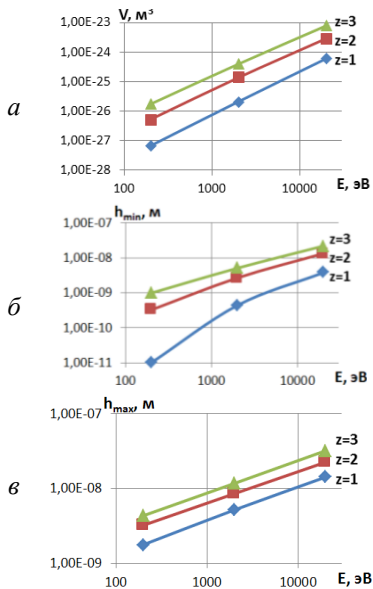 V, м³
1,00E-23
1,00E-24
1,00E-25
1,00E-26
1,00E-27
1,00E-28
z=3
z=2
z=1
а
100 1000 10000 E, эВ
hmin, м
1,00E-07
1,00E-08
1,00E-09
1,00E-10
1,00E-11
z=3
z=2
z=1
б
100 1000 10000 E, эВ
hmax, м
1,00E-07
1,00E-08
1,00E-09
z=3
z=2
z=1
в
100 1000 10000 E, эВ